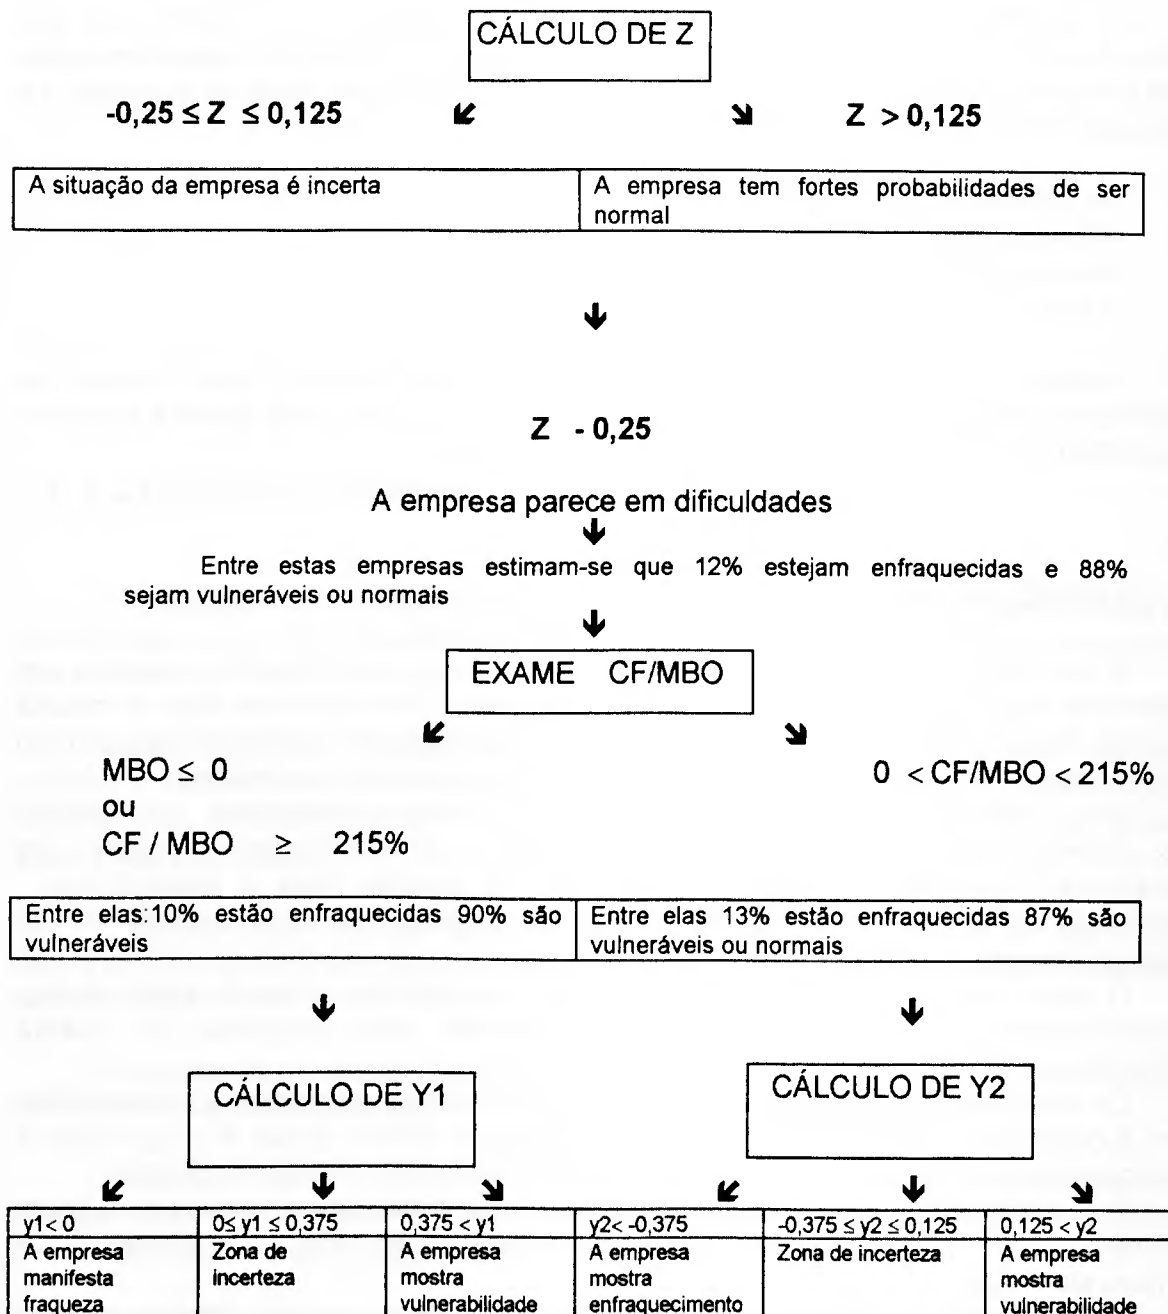 CÁLCULO DE Z
-0,25 ≤ Z ≤ 0,125
Z > 0,125
A situação da empresa é incerta
A empresa tem fortes probabilidades de ser
normal
Z - 0,25
A empresa parece em dificuldades
Entre estas empresas estimam-se que 12% estejam enfraquecidas e 88%
sejam vulneráveis ou normais
EXAME CF/MBO
MBO ≤ 0
ou
CF / MBO ≥ 215%
0 < CF/MBO < 215%
Entre elas:10% estão enfraquecidas 90% são
vulneráveis
Entre elas 13% estão enfraquecidas 87% são
vulneráveis ou normais
CÁLCULO DE Y1
CÁLCULO DE Y2
y1< 0
0≤ y1 ≤ 0,375
0,375 < y1
y2< -0,375
-0,375 ≤ y2 ≤ 0,125
0,125 < y2
A empresa
manifesta
fraqueza
Zona de
incerteza
A empresa
mostra
vulnerabilidade
A empresa
mostra
enfraquecimento
Zona de incerteza
A empresa
mostra
vulnerabilidade